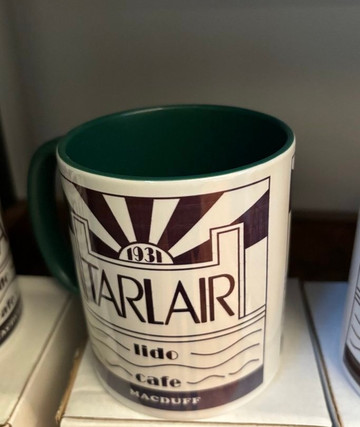 1931
TARLAIR
lido
cafe
MACDUFF